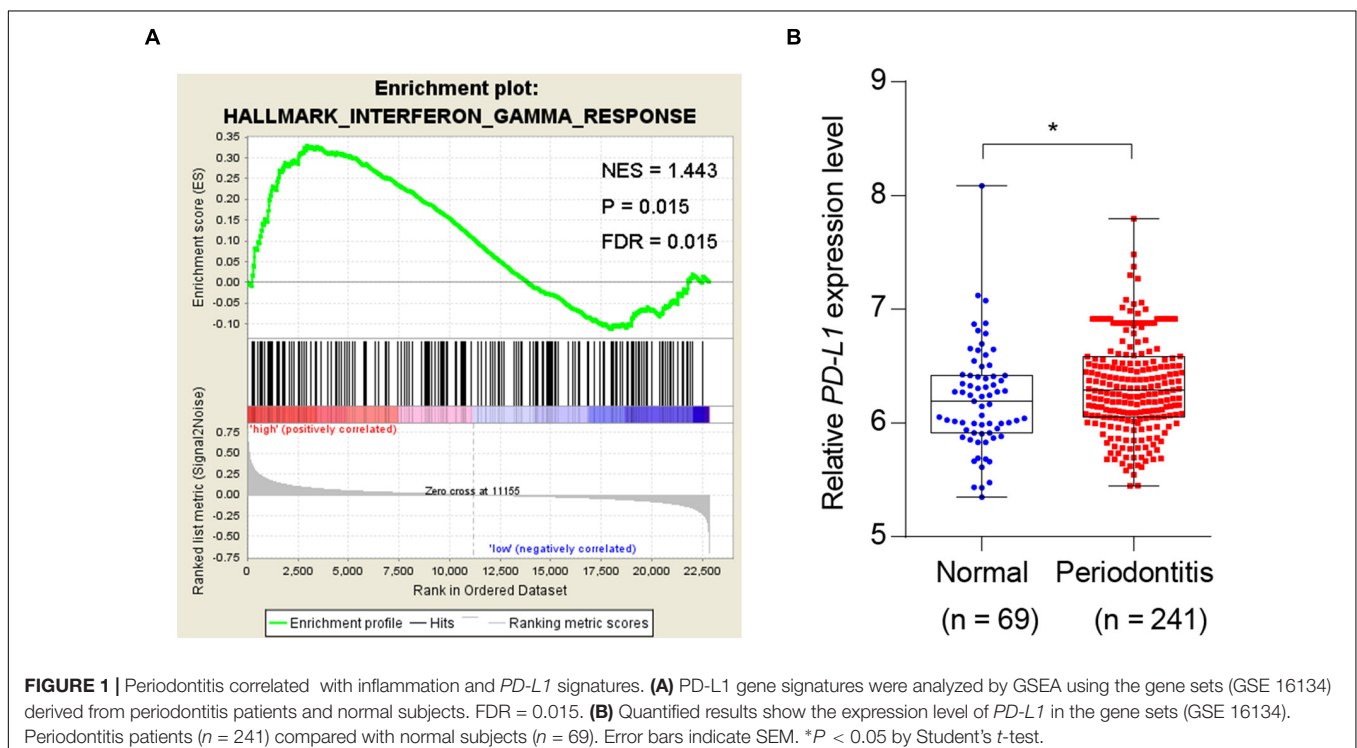 A
Enrichment plot:
HALLMARK_INTERFERON_GAMMA_RESPONSE
Enrichment score (ES)
0.35
0.30
0.25
0.20
0.15
0.10
0.05
0.00
-0.05
-0.10
NES = 1.443
P = 0.015
FDR = 0.015
Ranked list metric (Signal2Noise)
0.75
0.50
0.25
0.00
-0.25
-0.50
-0.75
'high' (positively correlated)
Zero cross at 11155
'low' (negatively correlated)
0 2,500 5,000 7,500 10,000 12,500 15,000 17,500 20,000 22,500
Rank in Ordered Dataset
Enrichment profile Hits Ranking metric scores
B
Relative PD-L1 expression level
9
8
7
6
5
*
Normal Periodontitis
(n = 69) (n = 241)
FIGURE 1 | Periodontitis correlated with inflammation and PD-L1 signatures. (A) PD-L1 gene signatures were analyzed by GSEA using the gene sets (GSE 16134)
derived from periodontitis patients and normal subjects. FDR = 0.015. (B) Quantified results show the expression level of PD-L1 in the gene sets (GSE 16134).
Periodontitis patients (n = 241) compared with normal subjects (n = 69). Error bars indicate SEM. *P < 0.05 by Student's t-test.